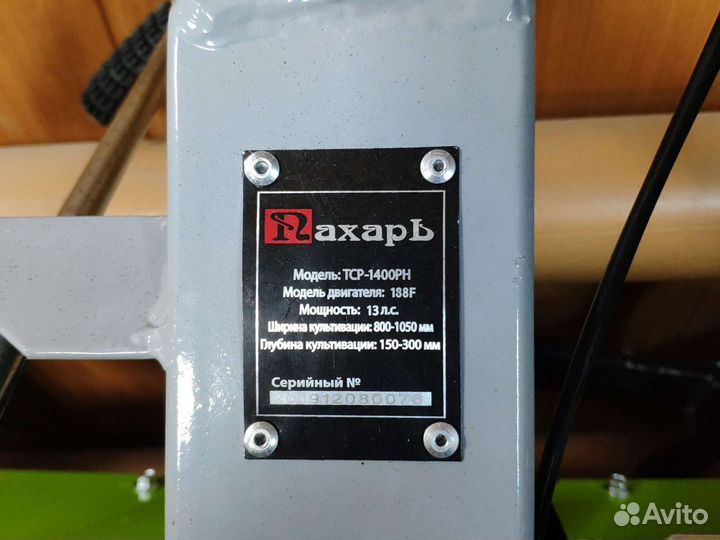 Пахарь
Модель: TCP-1400PH
Модель двигателя: 188F
Мощность: 13 л.с.
Ширина культивации: 800-1050 мм
Глубина культивации: 150-300 мм
Серийный №
201912080076
Avito